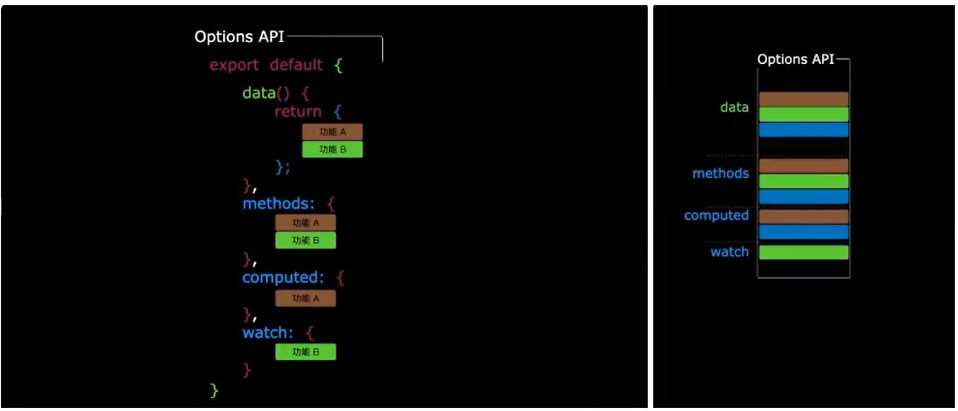 Options API
export default {
data() {
return {
功能 A
功能 B
};
},
methods: {
功能 A
功能 B
},
computed: {
功能 A
},
watch: {
功能 B
}
}
Options API
data
methods
computed
watch